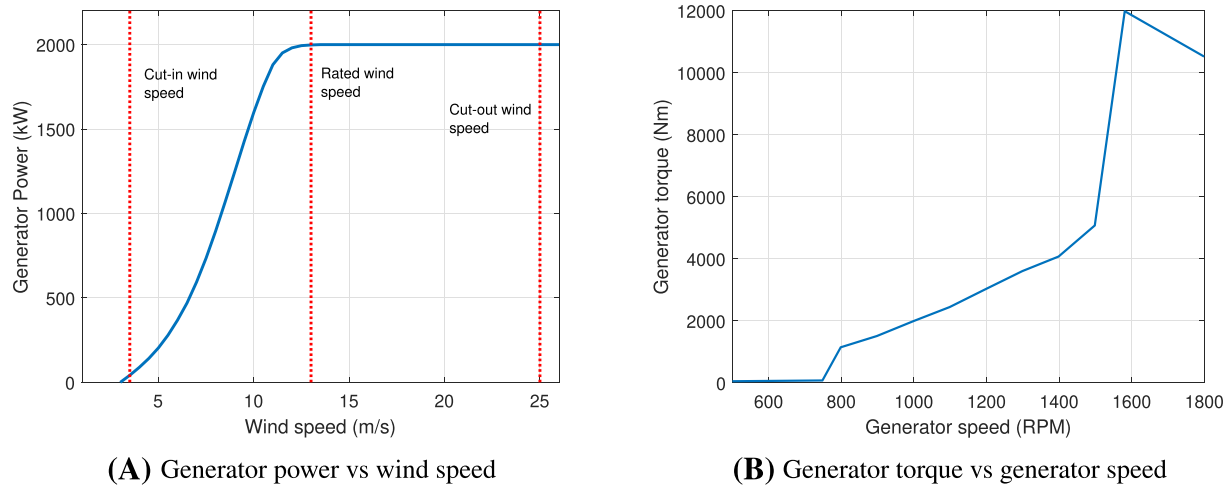 2000
1500
1000
500
0
5
10
15
20
25
Generator Power (kW)
Wind speed (m/s)
Cut-in wind
speed
Rated wind
speed
Cut-out wind
speed
(A) Generator power vs wind speed
12000
10000
8000
6000
4000
2000
0
600
800
1000
1200
1400
1600
1800
Generator torque (Nm)
Generator speed (RPM)
(B) Generator torque vs generator speed